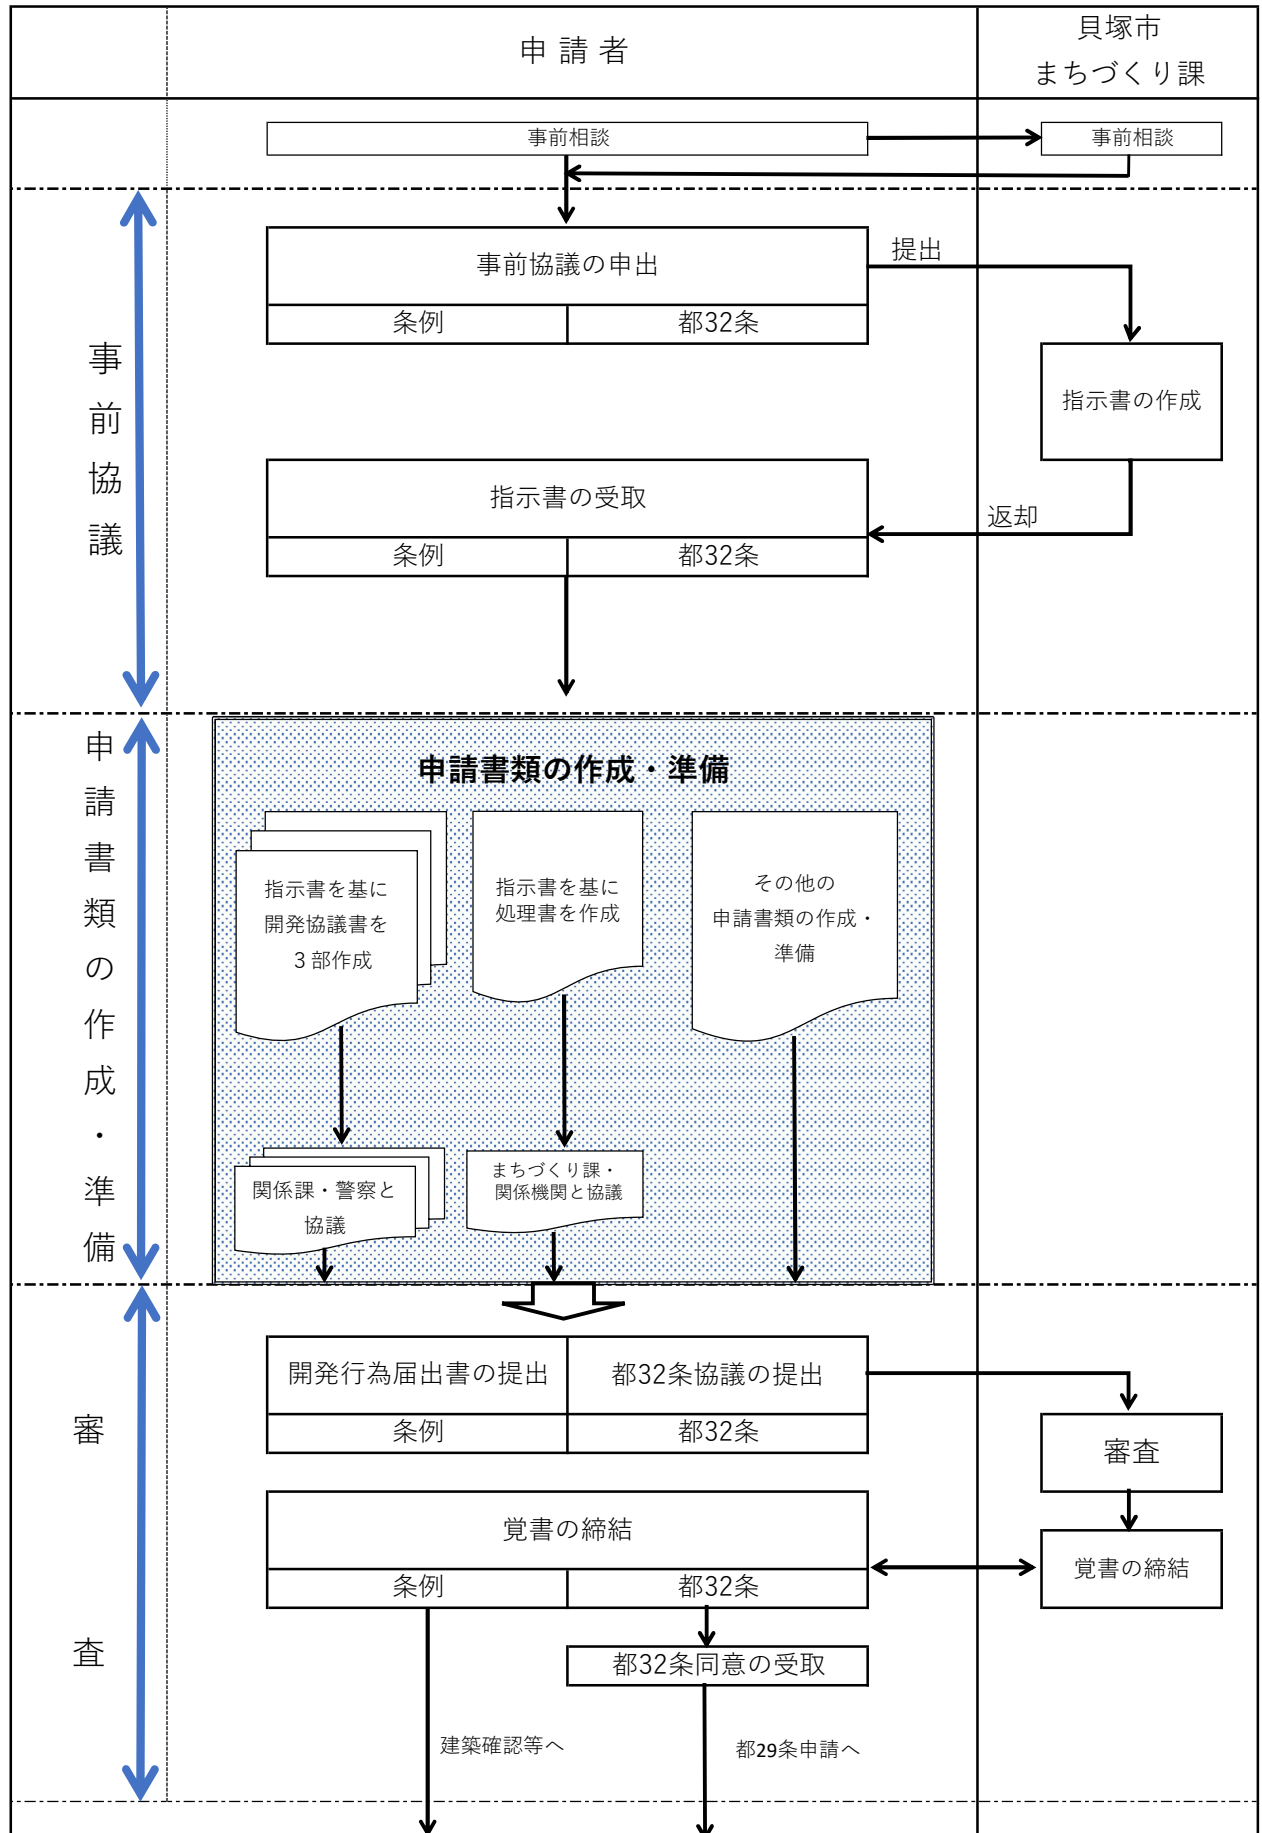 申請者
貝塚市
まちづくり課
事前相談
事前相談
事前協議
事前協議の申出
提出
条例
都32条
指示書の作成
指示書の受取
返却
条例
都32条
申請書類の作成・準備
申請書類の作成・準備
指示書を基に
開発協議書を
3部作成
指示書を基に
処理書を作成
その他の
申請書類の作成・
準備
関係課・警察と
協議
まちづくり課・
関係機関と協議
審査
開発行為届出書の提出
都32条協議の提出
条例
都32条
審査
覚書の締結
覚書の締結
条例
都32条
都32条同意の受取
建築確認等へ
都29条申請へ